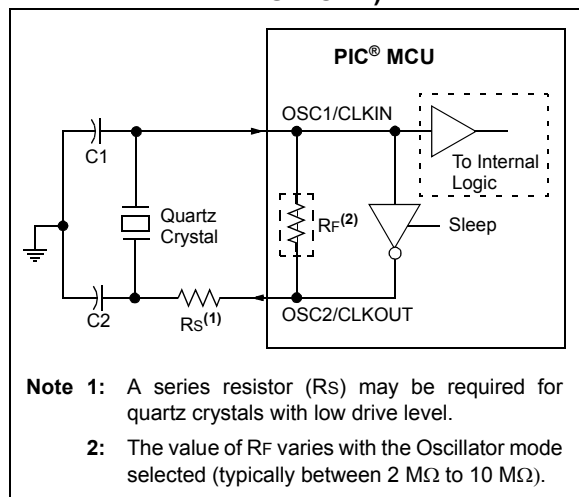 PIC® MCU
OSC1/CLKIN
C1
To Internal
Logic
Quartz
Crystal
RF(2)
Sleep
C2
RS(1)
OSC2/CLKOUT
Note 1: A series resistor (RS) may be required for
quartz crystals with low drive level.
2: The value of RF varies with the Oscillator mode
selected (typically between 2 MΩ to 10 MΩ).